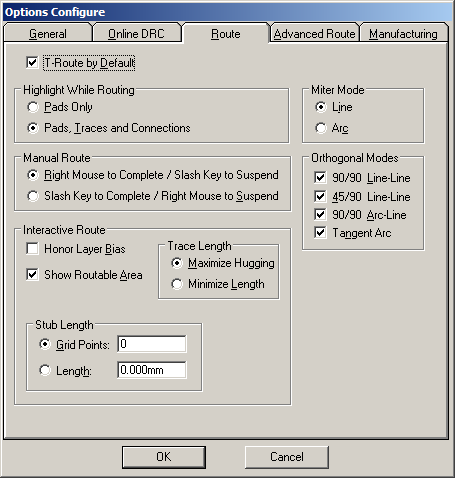 Options Configure
General Online DRC Route Advanced Route Manufacturing
T-Route by Default
Highlight While Routing
Pads Only
Pads, Traces and Connections
Miter Mode
Line
Arc
Manual Route
Right Mouse to Complete / Slash Key to Suspend
Slash Key to Complete / Right Mouse to Suspend
Orthogonal Modes
90/90 Line-Line
45/90 Line-Line
90/90 Arc-Line
Tangent Arc
Interactive Route
Honor Layer Bias
Show Routable Area
Trace Length
Maximize Hugging
Minimize Length
Stub Length
Grid Points: 0
Length: 0.000mm
OK Cancel